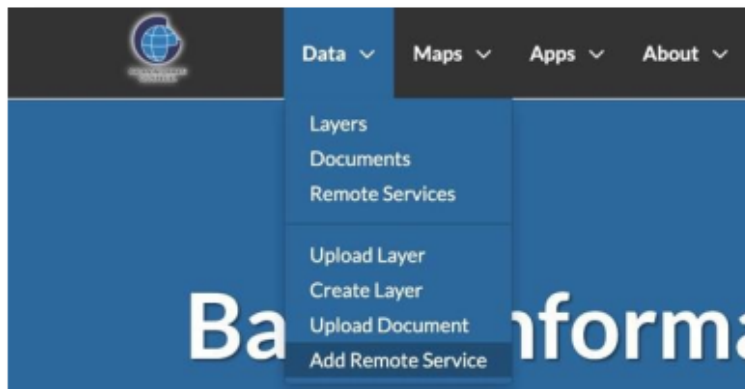 Data Maps Apps About
Layers
Documents
Remote Services
Upload Layer
Create Layer
Upload Document
Add Remote Service
Ba nforma